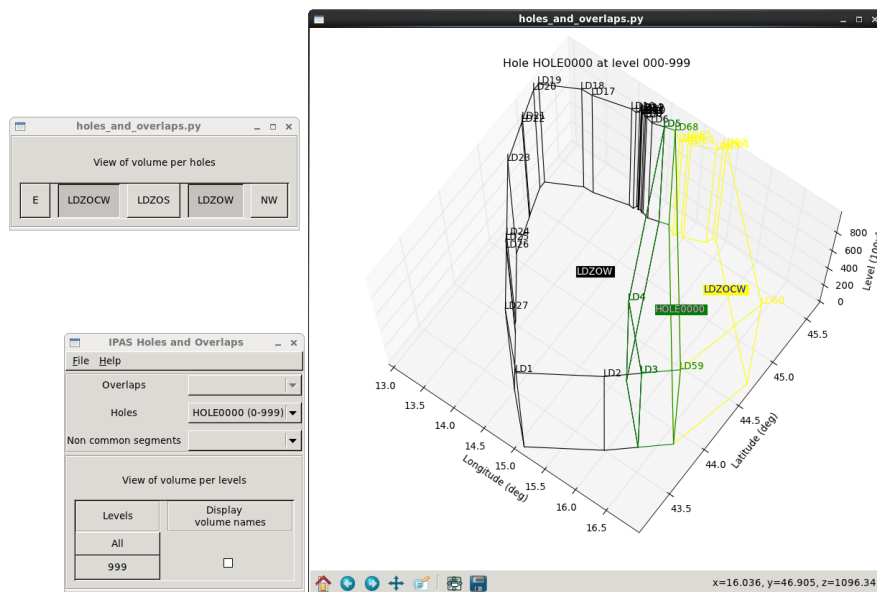 holes_and_overlaps.py
Hole HOLE0000 at level 000-999
LD19
LD20
LD18
LD17
LD21
LD22
LD6
LD5
LD68
LD23
LD24
LD25
LD26
LD27
LDZOW
LDZOCW
LD4
HOLE0000
LD60
LD1
LD2
LD3
LD59
800
600
400
200
0
Level (100x
13.0
13.5
14.0
14.5
15.0
15.5
16.0
16.5
Longitude (deg)
43.5
44.0
44.5
45.0
45.5
Latitude (deg)
x=16.036, y=46.905, z=1096.34
holes_and_overlaps.py
View of volume per holes
E LDZOCW LDZOS LDZOW NW
IPAS Holes and Overlaps
File Help
Overlaps
Holes HOLE0000 (0-999)
Non common segments
View of volume per levels
Levels Display
volume names
All
999